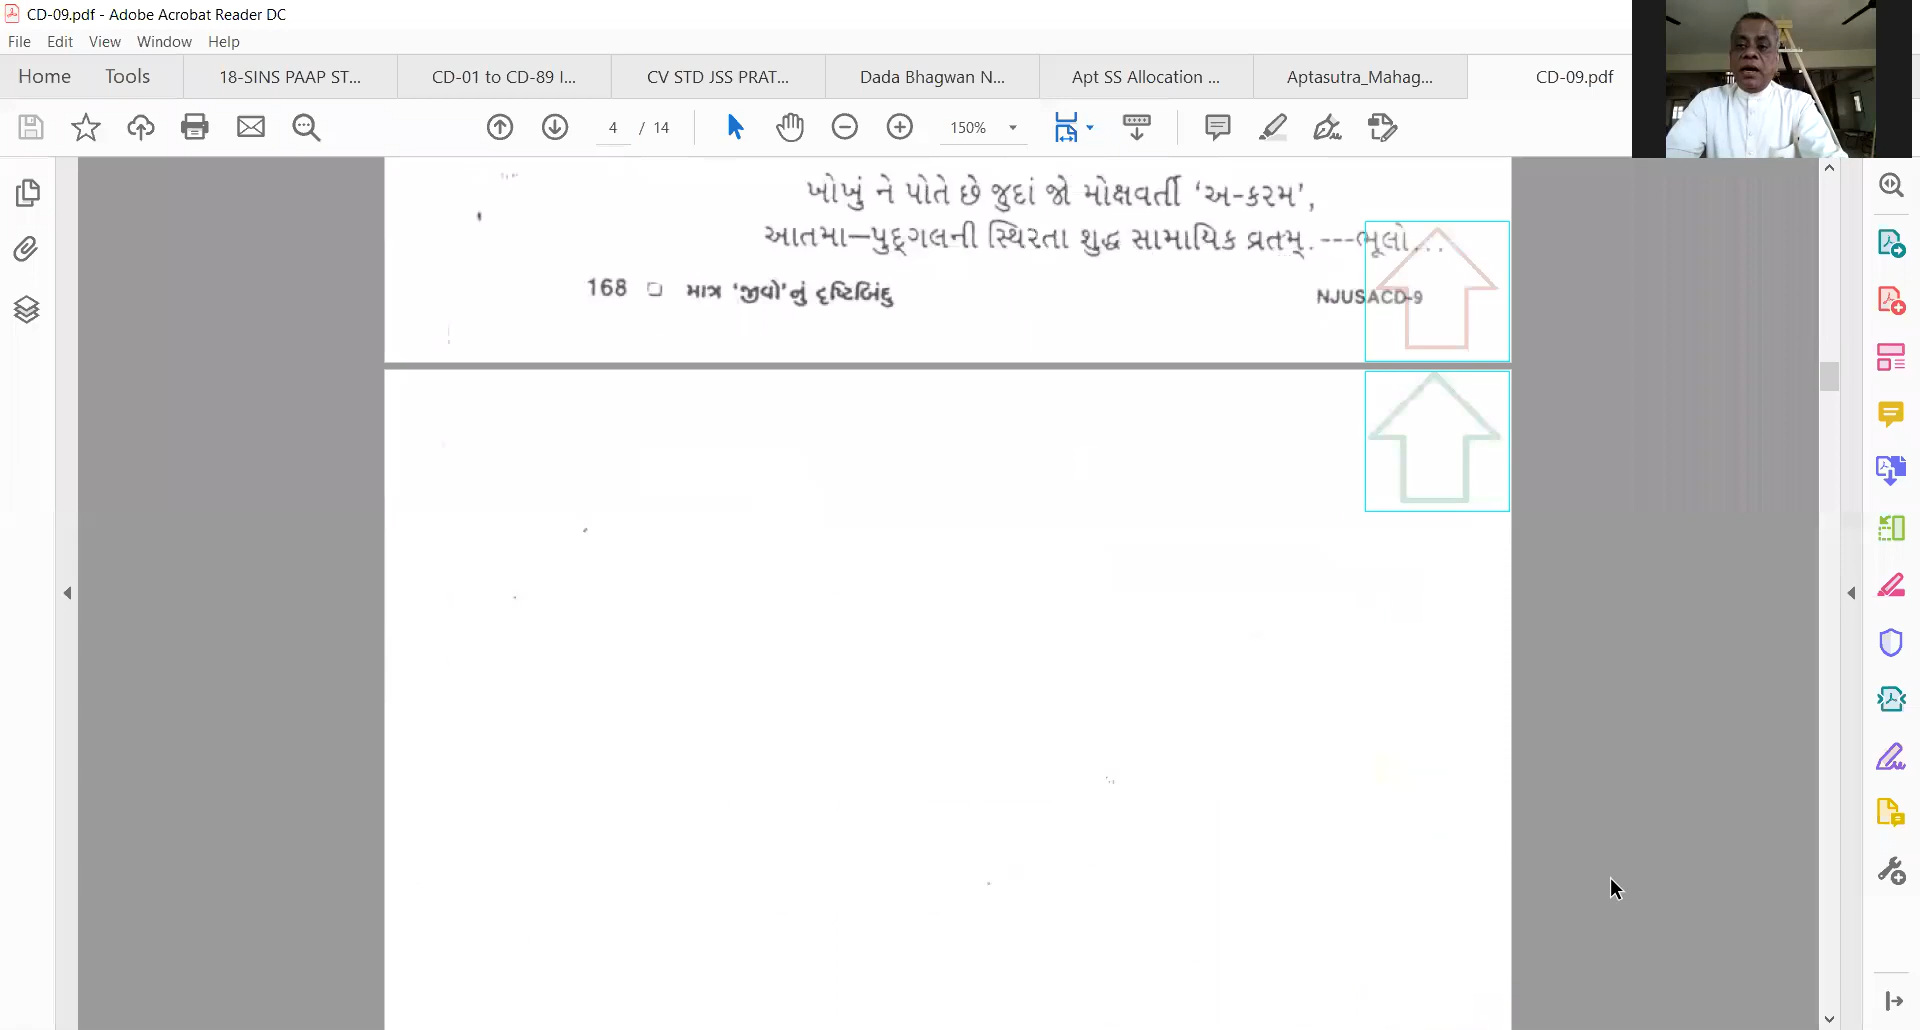 CD-09.pdf - Adobe Acrobat Reader DC
File Edit View Window Help
Home Tools 18-SINS PAAP ST... CD-01 to CD-89 I... CV STD JSS PRAT... Dada Bhagwan N... Apt SS Allocation ... Aptasutra_Mahag... CD-09.pdf
4 / 14 150%
ખોખું ને પોતે છે જુદાં જો મોક્ષવર્તી ‘અ-કરમ’,
આતમા—પુદ્‌ગલની સ્થિરતા શુદ્ધ સામાયિક વ્રતમ્.---ભૂલો...
168 □ માત્ર ‘જીવો’નું દૃષ્ટિબિંદુ NJUSACD-9